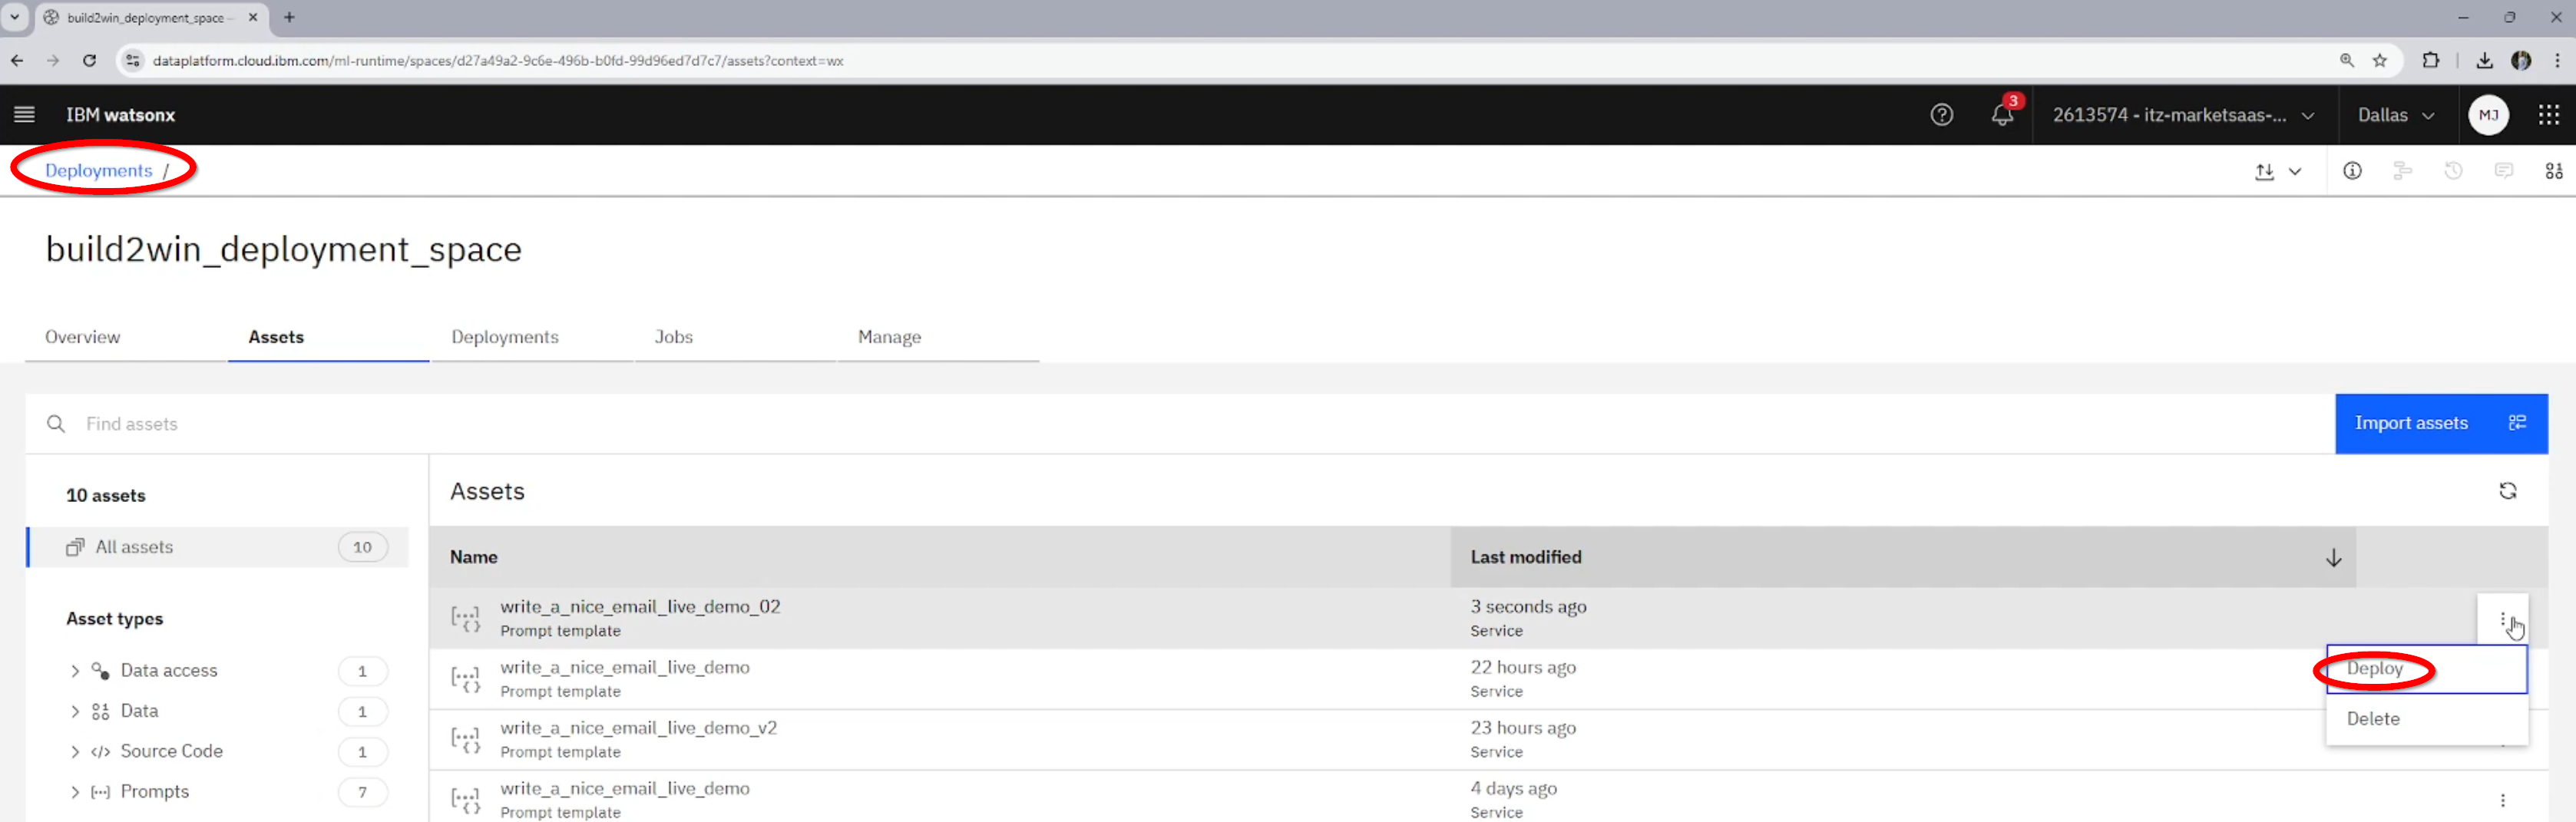 build2win_deployment_space –
dataplatform.cloud.ibm.com/ml-runtime/spaces/d27a49a2-9c6e-496b-b0fd-99d96ed7d7c7/assets?context=wx
IBM watsonx
3
2613574 - itz-marketsaas-...
Dallas
MJ
Deployments /
build2win_deployment_space
Overview
Assets
Deployments
Jobs
Manage
Find assets
Import assets
10 assets
Assets
All assets
10
Name
Last modified
write_a_nice_email_live_demo_02
3 seconds ago
Prompt template
Service
Asset types
write_a_nice_email_live_demo
22 hours ago
Deploy
Data access
1
Prompt template
Service
Data
1
write_a_nice_email_live_demo_v2
23 hours ago
Delete
Source Code
1
Prompt template
Service
Prompts
7
write_a_nice_email_live_demo
4 days ago
Prompt template
Service